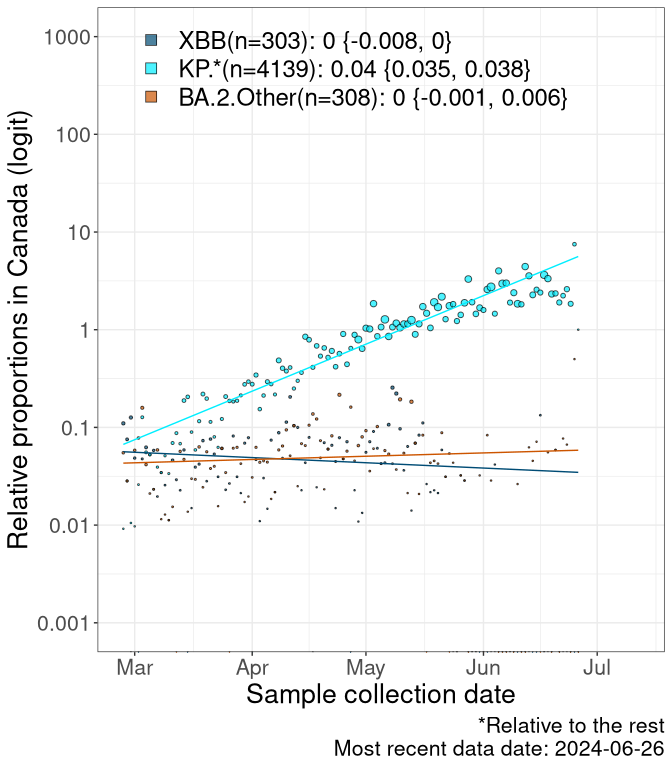 XBB(n=303): 0 {-0.008, 0}
KP.*(n=4139): 0.04 {0.035, 0.038}
BA.2.Other(n=308): 0 {-0.001, 0.006}
Relative proportions in Canada (logit)
1000
100
10
1
0.1
0.01
0.001
Mar Apr May Jun Jul
Sample collection date
*Relative to the rest
Most recent data date: 2024-06-26